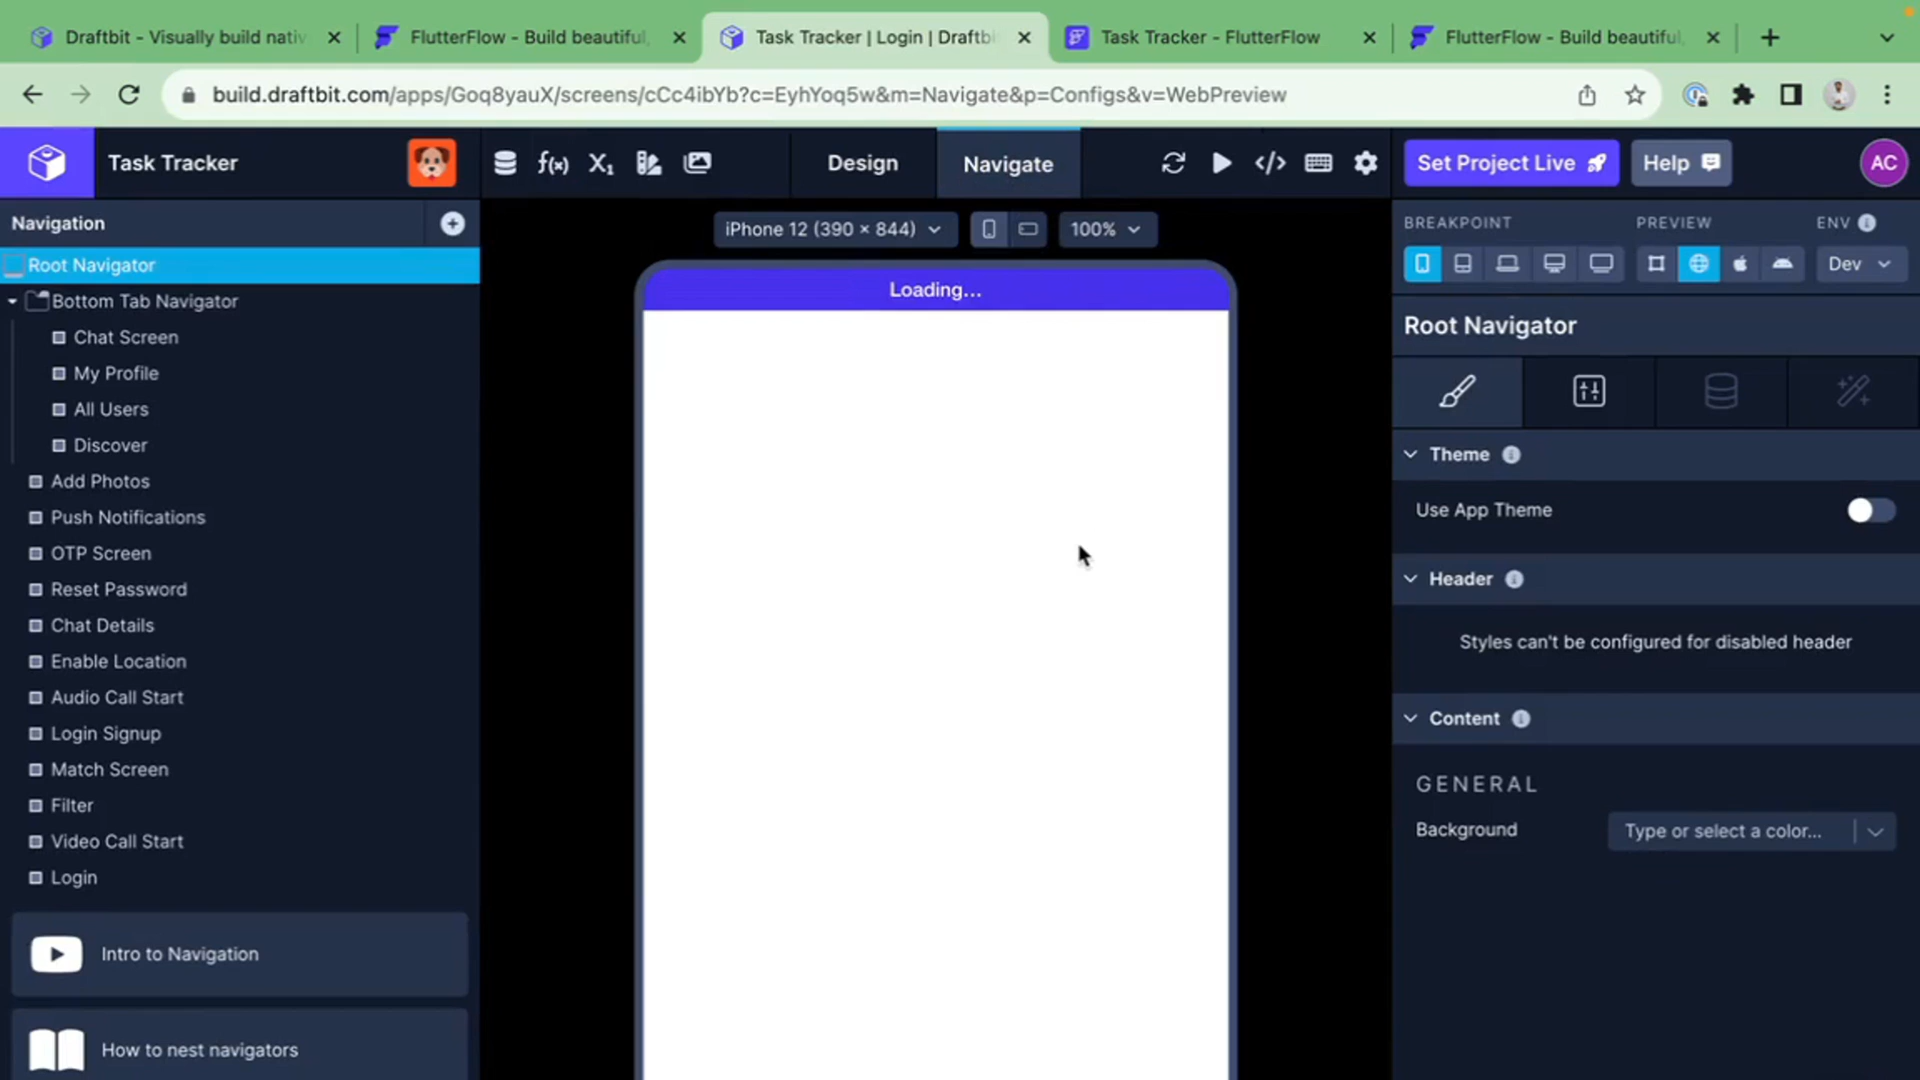 Draftbit - Visually build nativ
FlutterFlow - Build beautiful,
Task Tracker | Login | Draftbi
Task Tracker - FlutterFlow
FlutterFlow - Build beautiful,
build.draftbit.com/apps/Goq8yauX/screens/cCc4ibYb?c=EyhYoq5w&m=Navigate&p=Configs&v=WebPreview
Task Tracker
f(x)
X₁
Design
Navigate
Set Project Live
Help
AC
Navigation
iPhone 12 (390 × 844)
100%
BREAKPOINT
PREVIEW
ENV
Dev
Root Navigator
Bottom Tab Navigator
Chat Screen
My Profile
All Users
Discover
Add Photos
Push Notifications
OTP Screen
Reset Password
Chat Details
Enable Location
Audio Call Start
Login Signup
Match Screen
Filter
Video Call Start
Login
Intro to Navigation
How to nest navigators
Loading...
Root Navigator
Theme
Use App Theme
Header
Styles can't be configured for disabled header
Content
GENERAL
Background
Type or select a color...